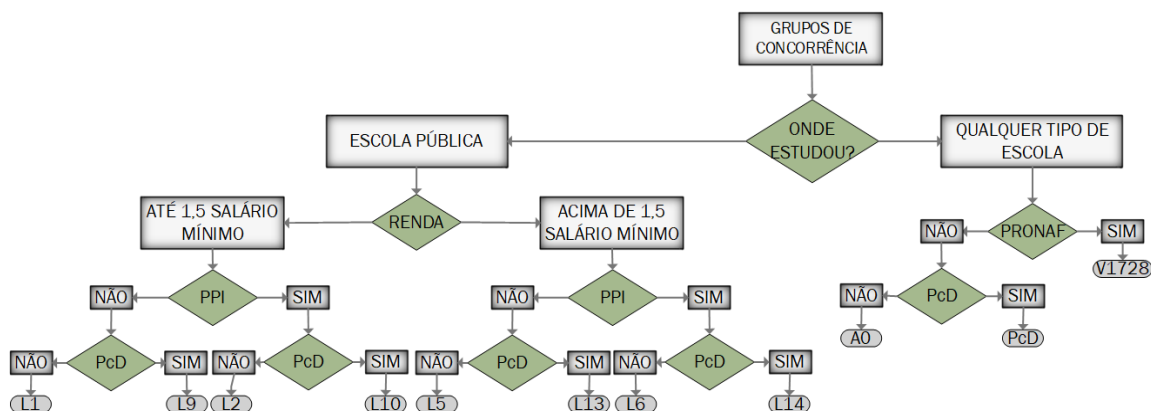 GRUPOS DE
CONCORRÊNCIA
ONDE
ESTUDOU?
ESCOLA PÚBLICA
QUALQUER TIPO DE
ESCOLA
RENDA
ATÉ 1,5 SALÁRIO
MÍNIMO
ACIMA DE 1,5
SALÁRIO MÍNIMO
NÃO
PRONAF
SIM
V1728
NÃO
PPI
SIM
NÃO
PPI
SIM
NÃO
PcD
SIM
A0
PcD
NÃO
PcD
SIM
NÃO
PcD
SIM
NÃO
PcD
SIM
NÃO
PcD
SIM
L1
L9
L2
L10
L5
L13
L6
L14